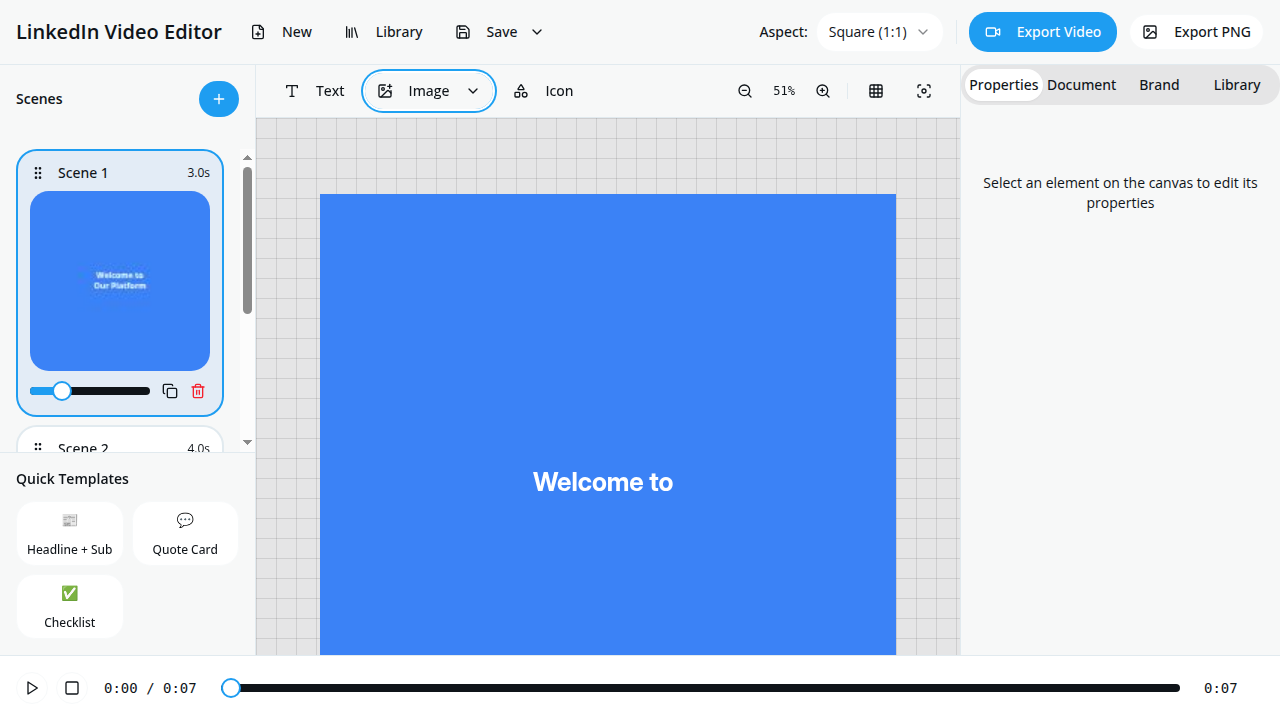 LinkedIn Video Editor
New
Library
Save
Aspect:
Square (1:1)
Export Video
Export PNG
Scenes
Text
Image
Icon
51%
Properties
Document
Brand
Library
Scene 1
3.0s
Welcome to
Our Platform
Scene 2
4.0s
Welcome to
Select an element on the canvas to edit its
properties
Quick Templates
Headline + Sub
Quote Card
Checklist
0:00 / 0:07
0:07